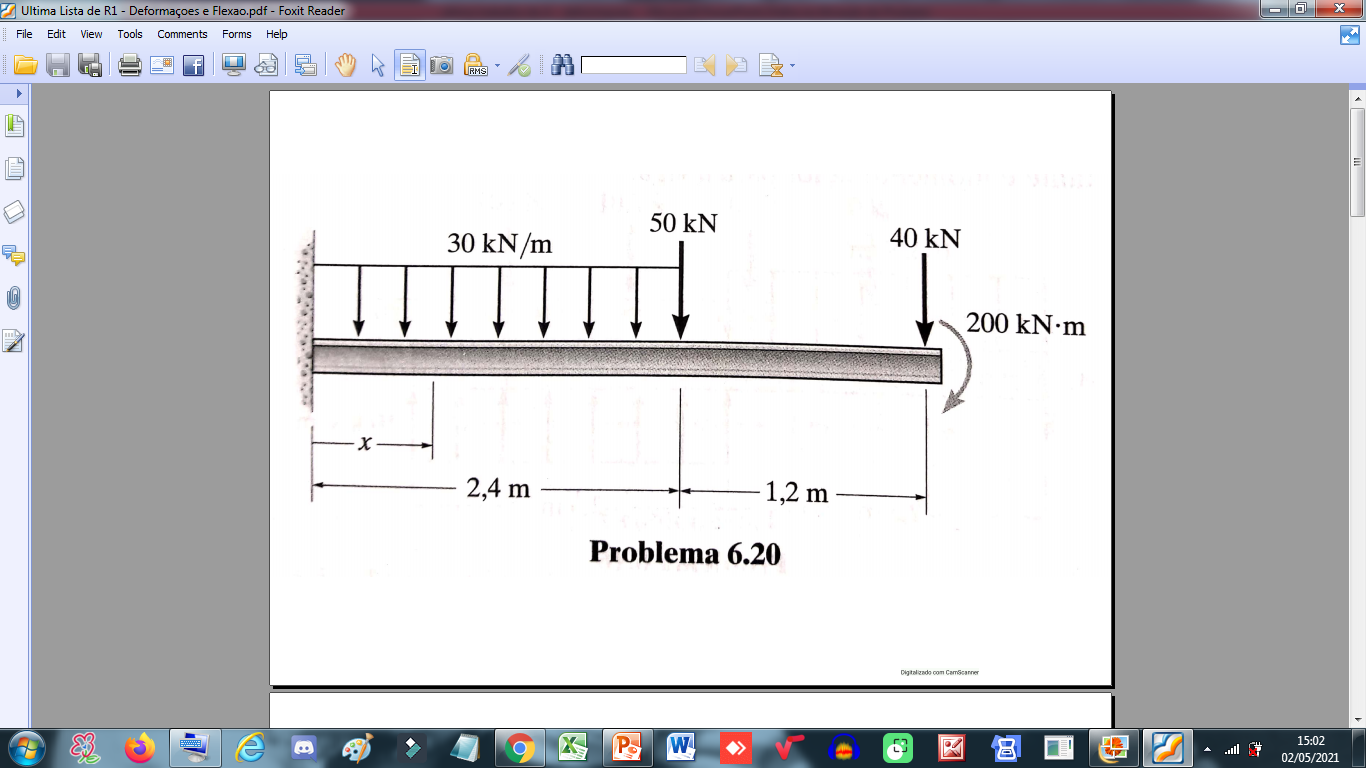 Ultima Lista de R1 - Deformaçoes e Flexao.pdf - Foxit Reader
File Edit View Tools Comments Forms Help
RMS
50 kN
30 kN/m
40 kN
200 kN·m
x
2,4 m
1,2 m
Problema 6.20
Digitalizado com CamScanner
15:02
02/05/2021